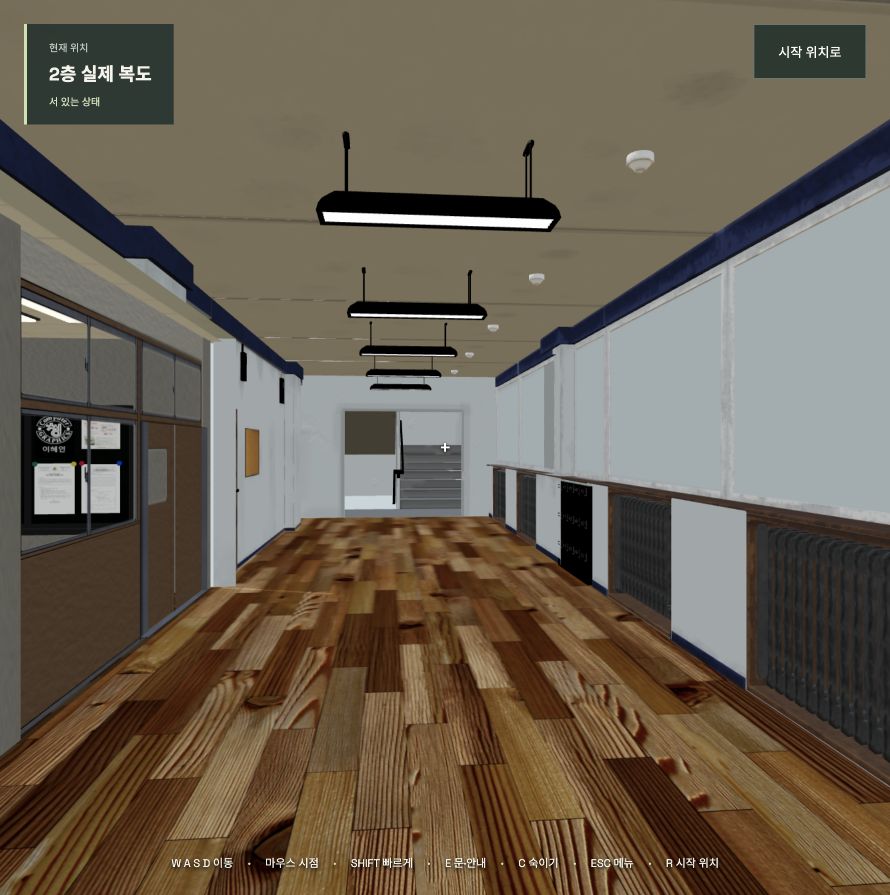 현재 위치
2층 실제 복도
서 있는 상태
시작 위치로
Computer
GRAPHICS
이혜인
W A S D 이동 · 마우스 시점 · SHIFT 빠르게 · E 문·안내 · C 숙이기 · ESC 메뉴 · R 시작 위치